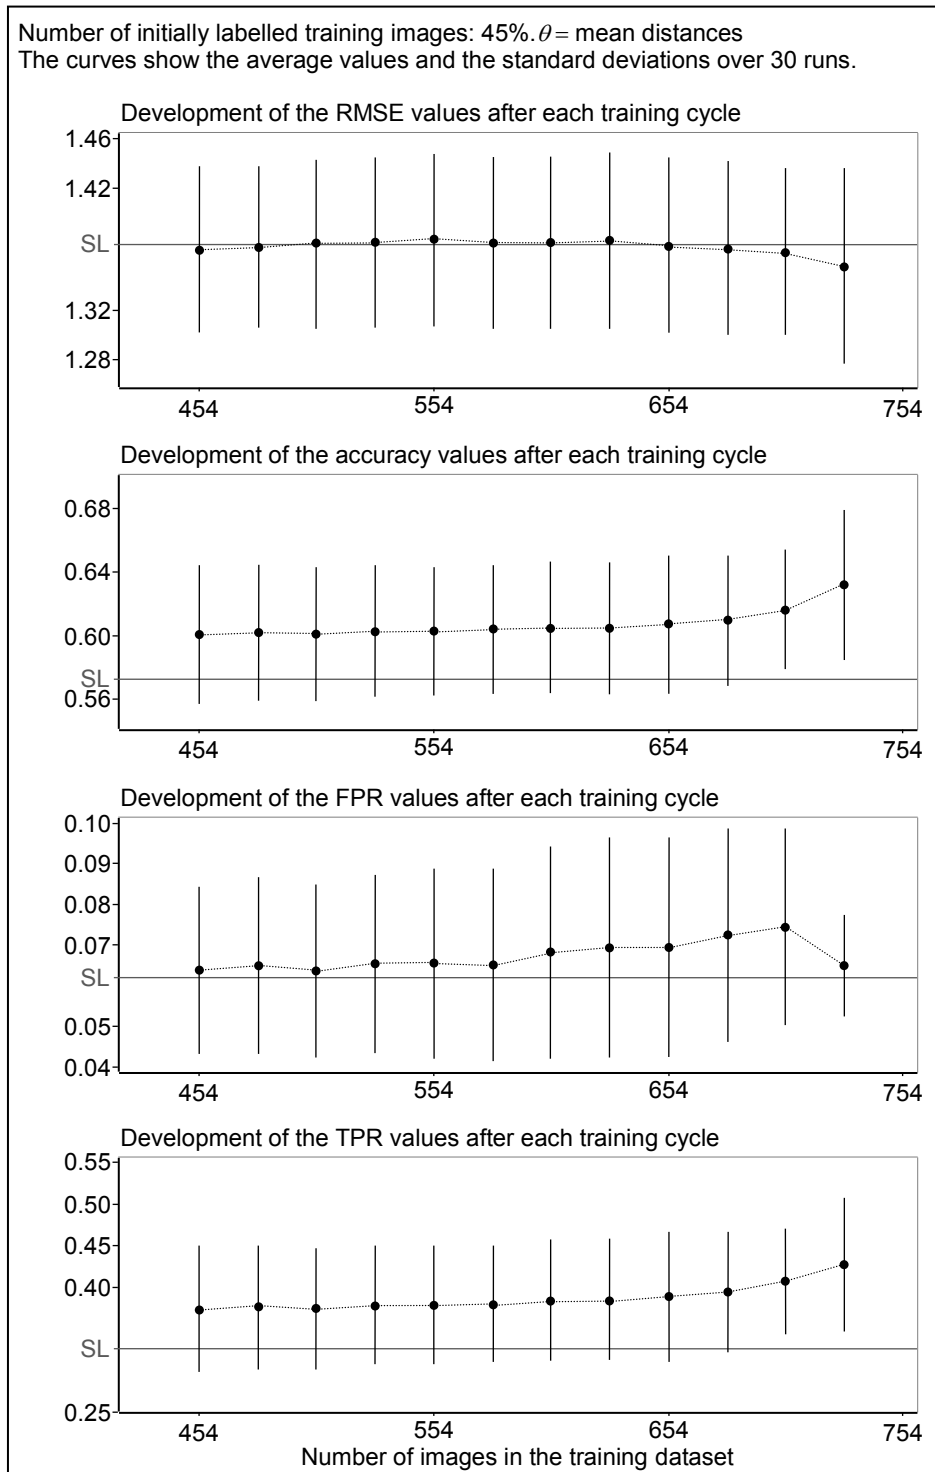 Number of initially labelled training images: 45%. θ = mean distances
The curves show the average values and the standard deviations over 30 runs.
Development of the RMSE values after each training cycle
1.46
1.42
SL
1.32
1.28
454 554 654 754
Development of the accuracy values after each training cycle
0.68
0.64
0.60
SL
0.56
454 554 654 754
Development of the FPR values after each training cycle
0.10
0.09
0.08
0.07
SL
0.05
0.04
454 554 654 754
Development of the TPR values after each training cycle
0.55
0.50
0.45
0.40
SL
0.25
454 554 654 754
Number of images in the training dataset